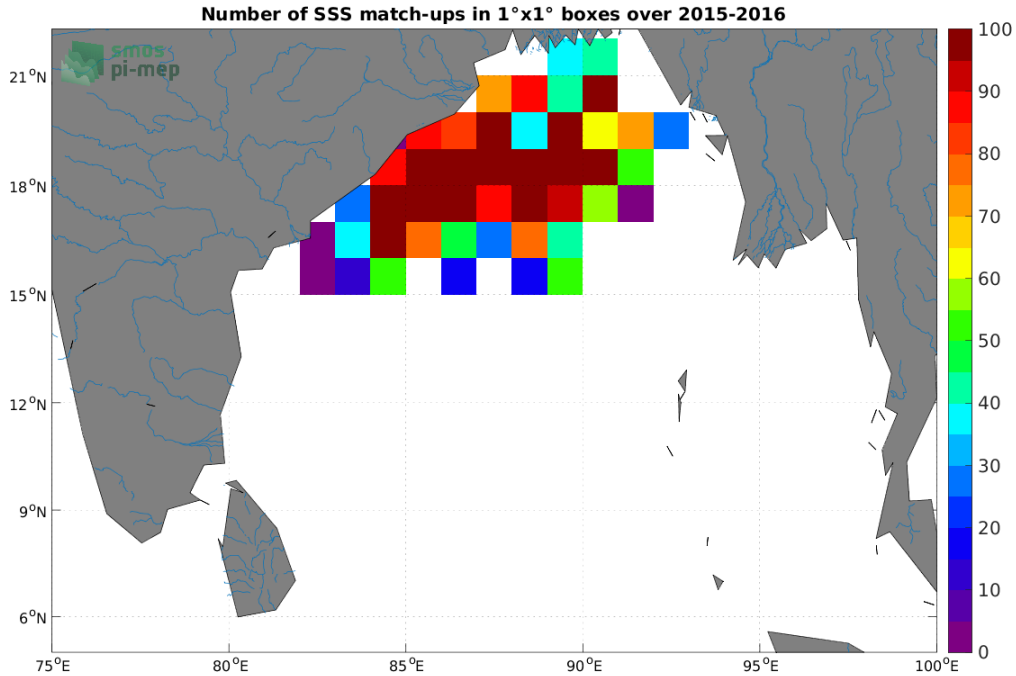 Number of SSS match-ups in 1°x1° boxes over 2015-2016
smos
pi-mep
21°N
18°N
15°N
12°N
9°N
6°N
75°E
80°E
85°E
90°E
95°E
100°E
100
90
80
70
60
50
40
30
20
10
0